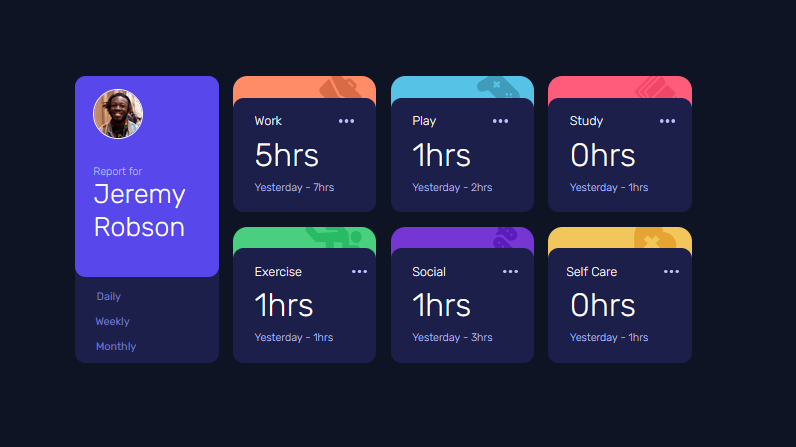 Report for
Jeremy
Robson
Daily
Weekly
Monthly
Work
5hrs
Yesterday - 7hrs
Play
1hrs
Yesterday - 2hrs
Study
0hrs
Yesterday - 1hrs
Exercise
1hrs
Yesterday - 1hrs
Social
1hrs
Yesterday - 3hrs
Self Care
0hrs
Yesterday - 1hrs